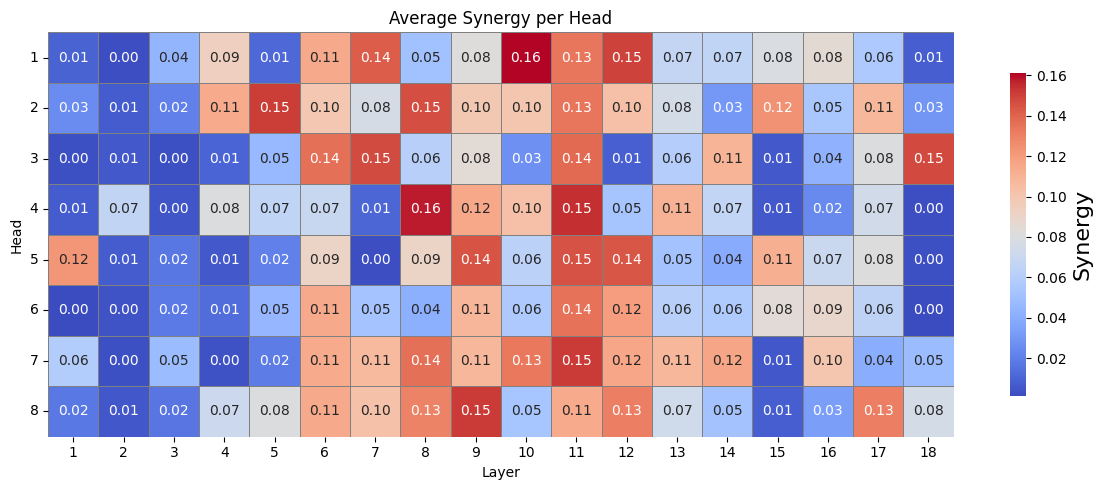 Average Synergy per Head
1 0.01 0.00 0.04 0.09 0.01 0.11 0.14 0.05 0.08 0.16 0.13 0.15 0.07 0.07 0.08 0.08 0.06 0.01
2 0.03 0.01 0.02 0.11 0.15 0.10 0.08 0.15 0.10 0.10 0.13 0.10 0.08 0.03 0.12 0.05 0.11 0.03
3 0.00 0.01 0.00 0.01 0.05 0.14 0.15 0.06 0.08 0.03 0.14 0.01 0.06 0.11 0.01 0.04 0.08 0.15
4 0.01 0.07 0.00 0.08 0.07 0.07 0.01 0.16 0.12 0.10 0.15 0.05 0.11 0.07 0.01 0.02 0.07 0.00
5 0.12 0.01 0.02 0.01 0.02 0.09 0.00 0.09 0.14 0.06 0.15 0.14 0.05 0.04 0.11 0.07 0.08 0.00
6 0.00 0.00 0.02 0.01 0.05 0.11 0.05 0.04 0.11 0.06 0.14 0.12 0.06 0.06 0.08 0.09 0.06 0.00
7 0.06 0.00 0.05 0.00 0.02 0.11 0.11 0.14 0.11 0.13 0.15 0.12 0.11 0.12 0.01 0.10 0.04 0.05
8 0.02 0.01 0.02 0.07 0.08 0.11 0.10 0.13 0.15 0.05 0.11 0.13 0.07 0.05 0.01 0.03 0.13 0.08
1 2 3 4 5 6 7 8 9 10 11 12 13 14 15 16 17 18
Layer
Head
0.16
0.14
0.12
0.10
0.08
0.06
0.04
0.02
Synergy